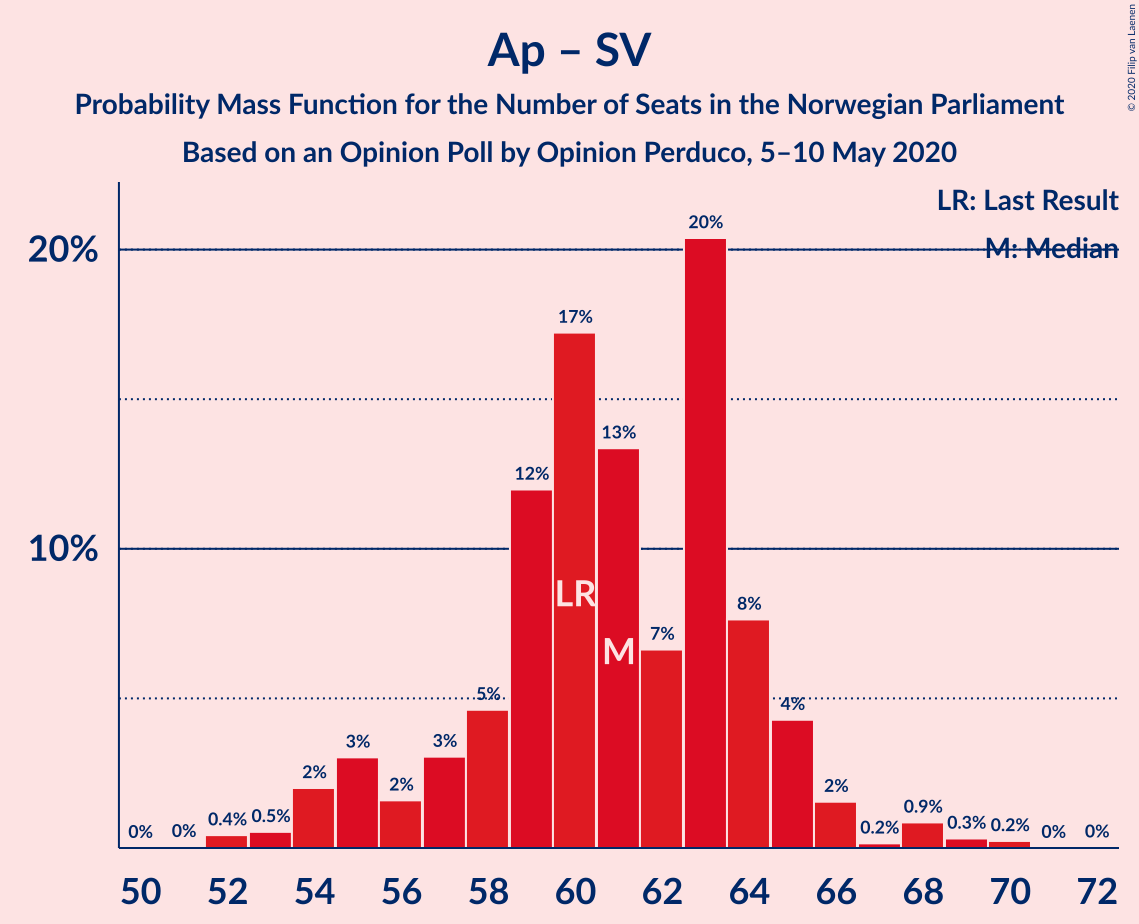 Ap – SV
Probability Mass Function for the Number of Seats in the Norwegian Parliament
Based on an Opinion Poll by Opinion Perduco, 5–10 May 2020
© 2020 Filip van Laenen
LR: Last Result
M: Median
20%
10%
0%
0%
0.4%
0.5%
2%
3%
2%
3%
5%
12%
17%
13%
7%
20%
8%
4%
2%
0.2%
0.9%
0.3%
0.2%
0%
0%
LR
M
50 52 54 56 58 60 62 64 66 68 70 72